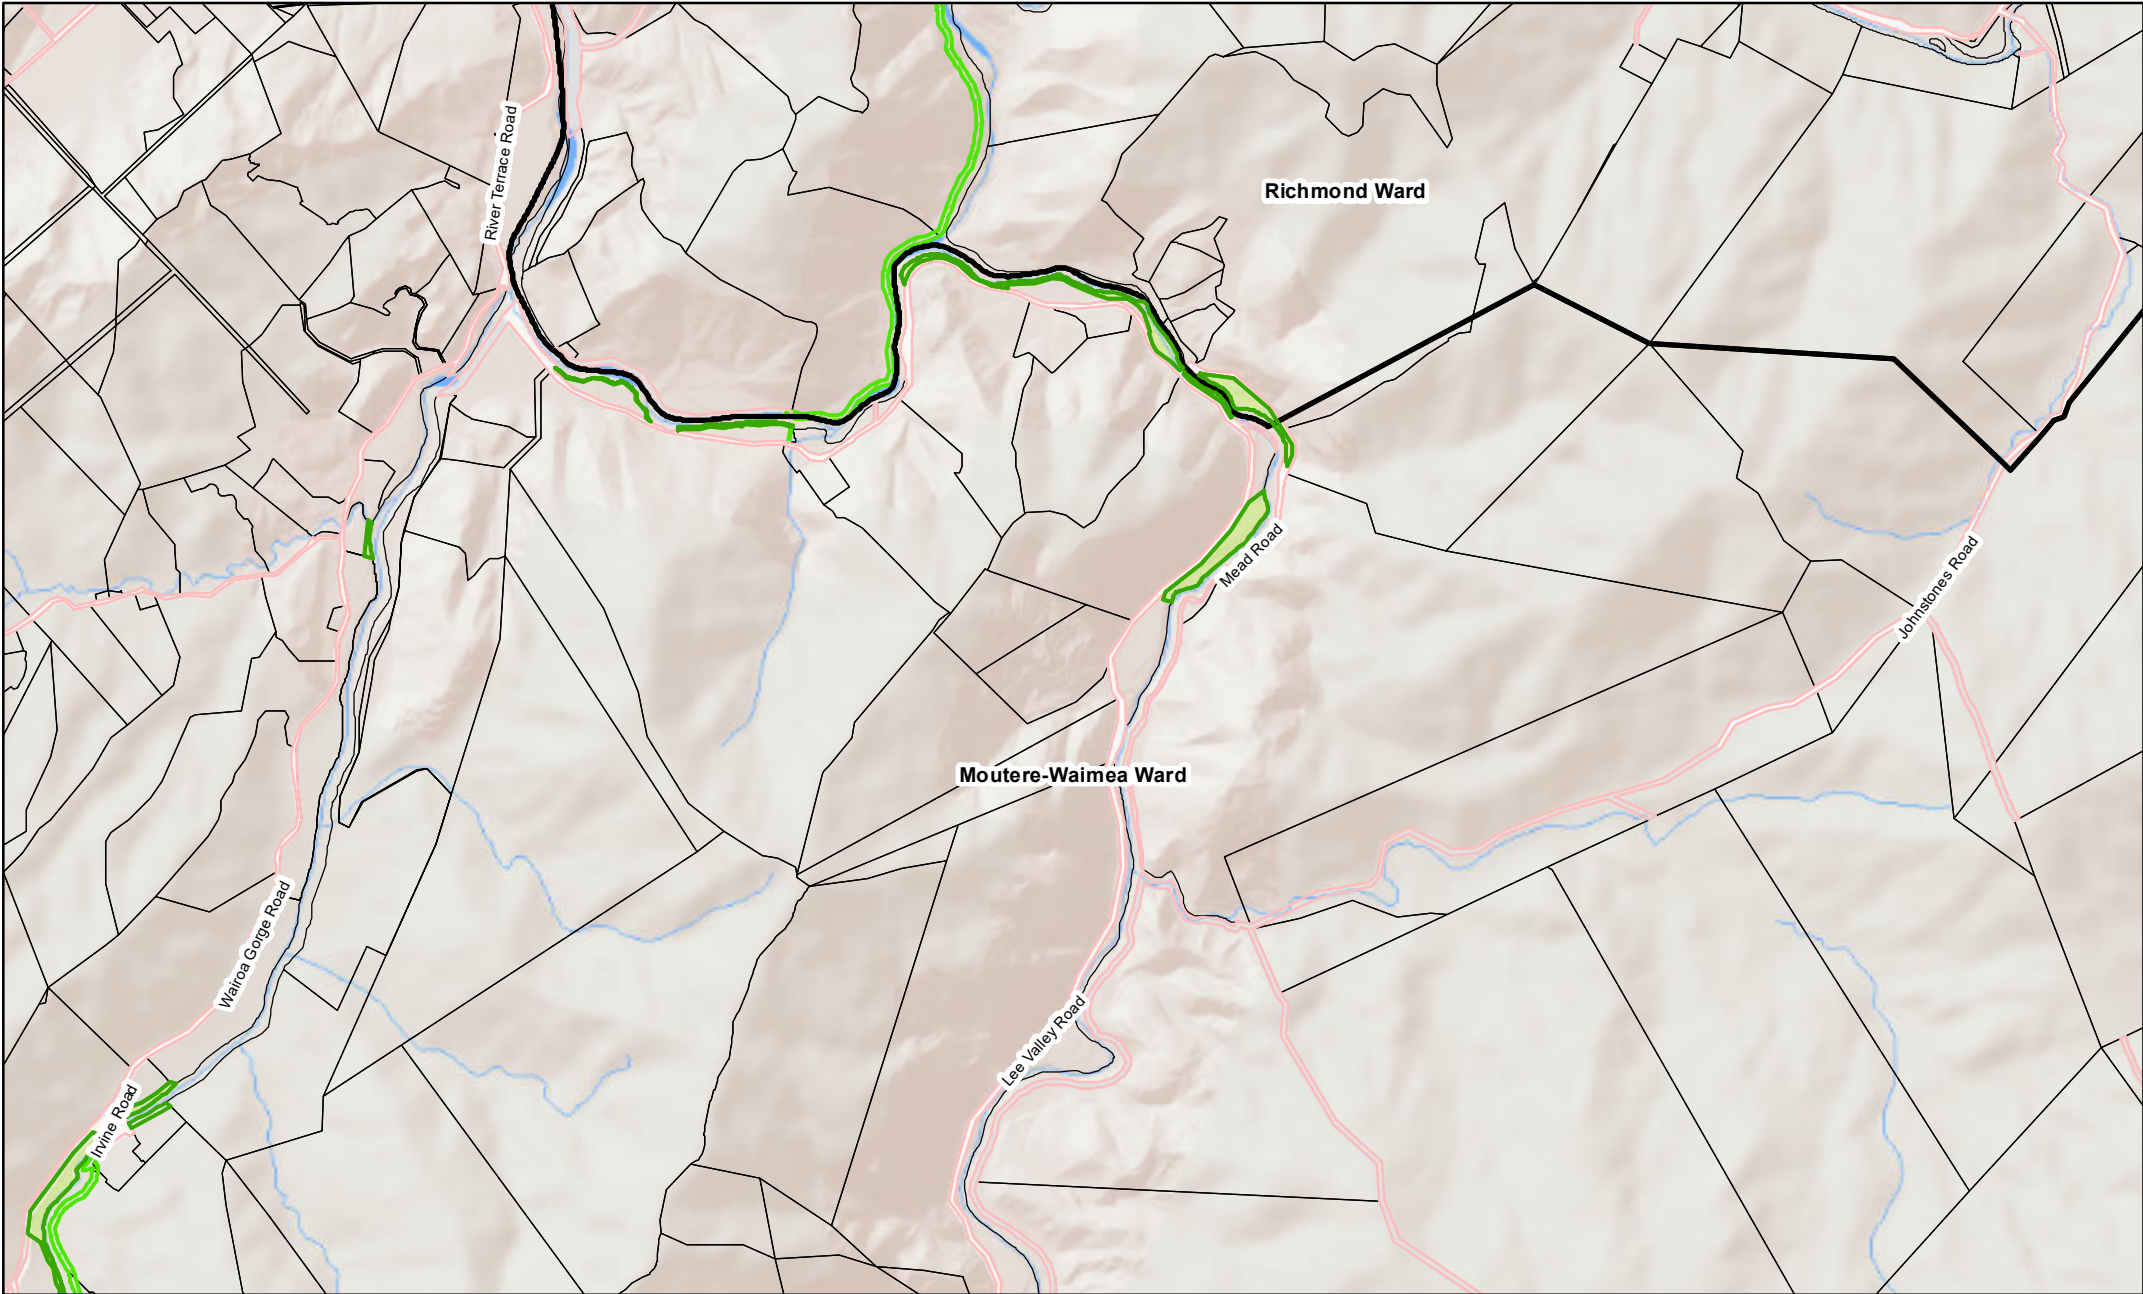 River Terrace Road
Richmond Ward
Mead Road
Johnstones Road
Moutere-Waimea Ward
Wairoa Gorge Road
Lee Valley Road
Irvine Road